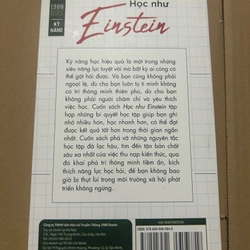 1980
KỸ NĂNG
Học như
Einstein
Kỹ năng học hiệu quả là một trong những
siêu năng lực tuyệt vời mà bất kỳ ai cũng có
thể gặt hái được. Và bạn cũng không phải
ngoại lệ, dù cho bạn luôn tự ti mình không
có trí thông minh thiên phú, dù cho bạn
không phải người chăm chỉ và yêu thích
việc học. Cuốn sách Học như Einstein tập
hợp những bí quyết học tập giúp bạn ghi
nhớ nhiều hơn, học nhanh hơn, có thể đạt
được kết quả tốt hơn trong thời gian ngắn
nhất. Cuốn sách phá vỡ những nguyên tắc
học tập đã lạc hậu, tìm đến tận bản chất
sâu xa nhất của việc thu nạp kiến thức, qua
đó khai phá trí thông minh tiềm ẩn, kích
thích văn hóa học hỏi, để bạn không bao
giờ bị thụt lùi trong môi trường xã hội phát
triển không ngừng.